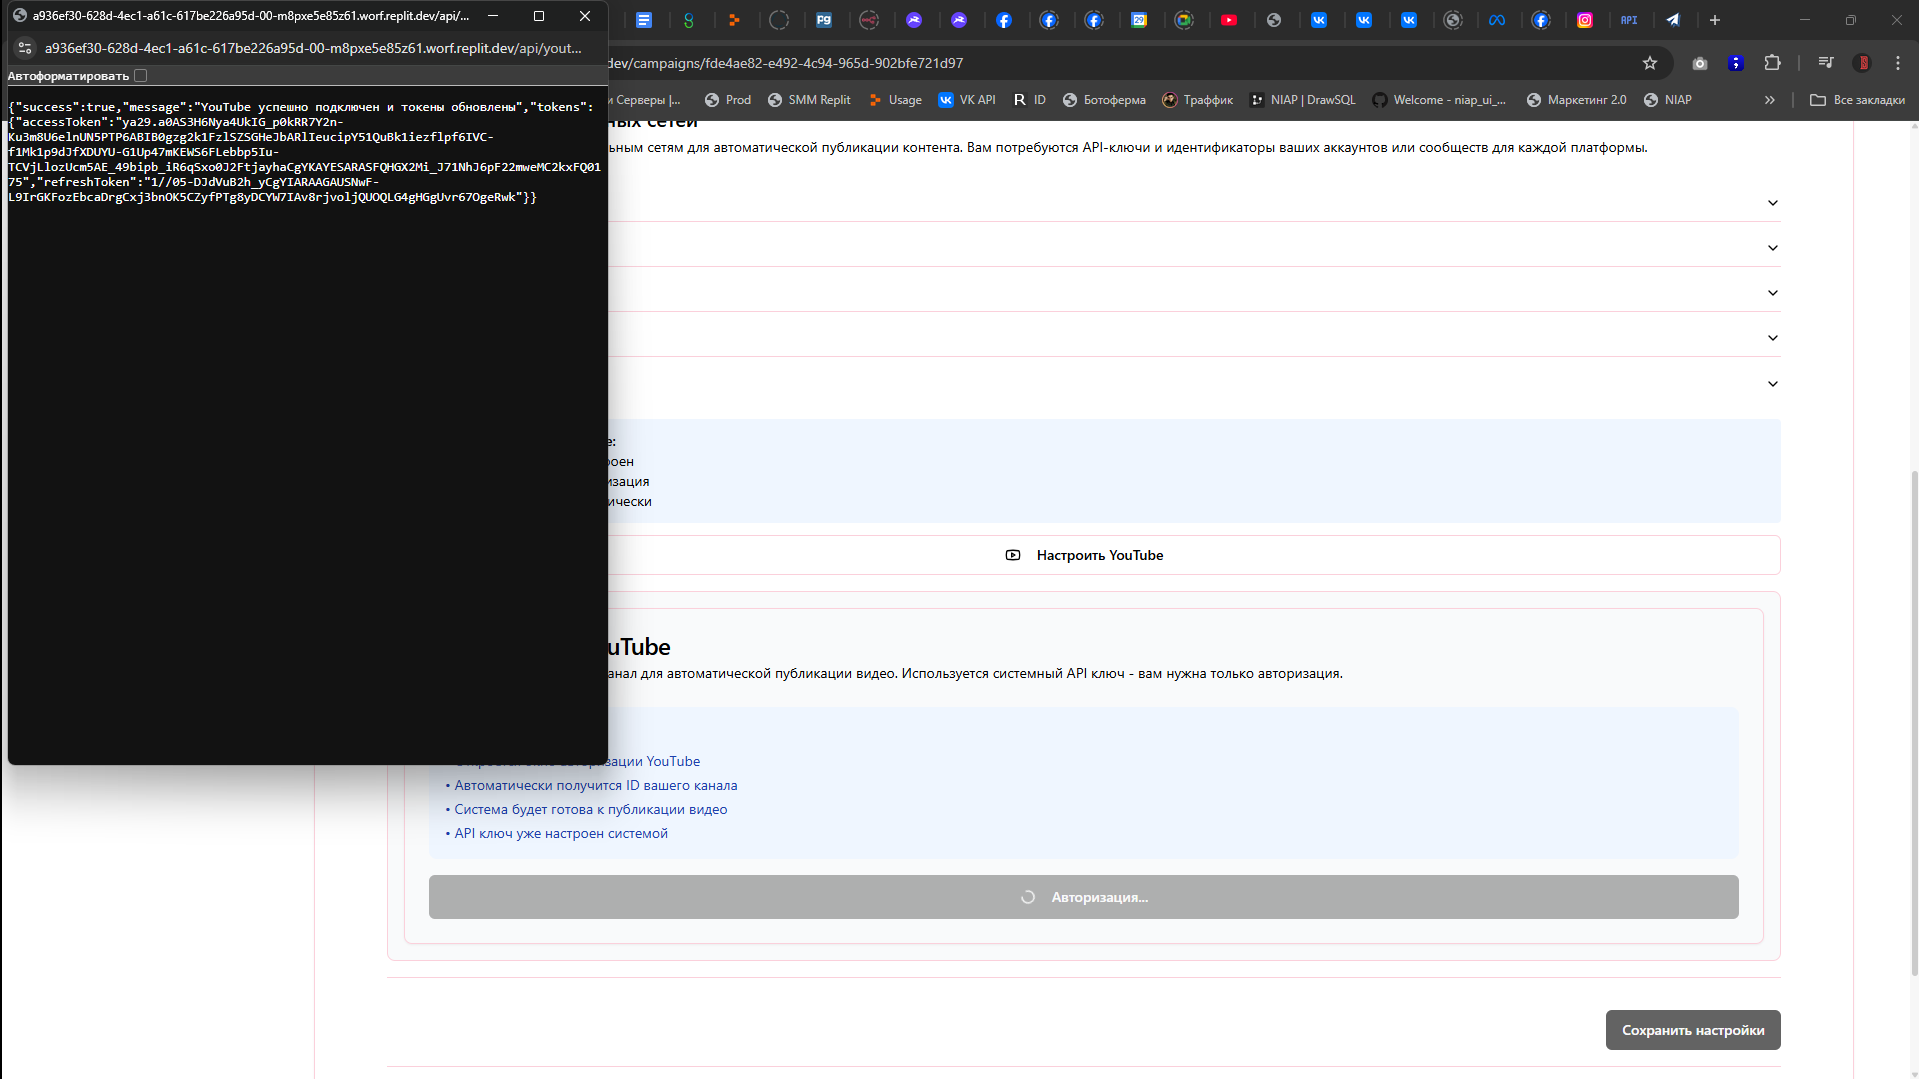 a936ef30-628d-4ec1-a61c-617be226a95d-00-m8pxe5e85z61.worf.replit.dev/api/...
a936ef30-628d-4ec1-a61c-617be226a95d-00-m8pxe5e85z61.worf.replit.dev/api/yout...
Автоформатировать
{"success":true,"message":"YouTube успешно подключен и токены обновлены","tokens":
{"accessToken":"ya29.a0AS3H6Nya4UkIG_p0kRR7Y2n-
Ku3m8U6elnUN5PTP6ABIB0gzg2k1FzlSZSGHeJbARlIeucipY51QuBk1iezflpf6IVC-
f1Mk1p9dJfXDUYU-G1Up47mKEWS6FLebbp5Iu-
TCVjLlozUcm5AE_49bipb_iR6qSxo0J2FtjayhaCgYKAYESARASFQHGX2Mi_J71NhJ6pF22mweMC2kxFQ01
75","refreshToken":"1//05-DJdVuB2h_yCgYIARAAGAUSNwF-
L9IrGKFozEbcaDrgCxj3bnOK5CZyfPTg8yDCYW7IAv8rjvoljQUOQLG4gHGgUvr67OgeRwk"}}
dev/campaigns/fde4ae82-e492-4c94-965d-902bfe721d97
и Серверы |...
Prod
SMM Replit
Usage
VK API
ID
Ботоферма
Траффик
NIAP | DrawSQL
Welcome - niap_ui_...
Маркетинг 2.0
NIAP
»
Все закладки
ных сетей
ьным сетям для автоматической публикации контента. Вам потребуются API-ключи и идентификаторы ваших аккаунтов или сообществ для каждой платформы.
е:
роен
изация
ически
Настроить YouTube
uTube
анал для автоматической публикации видео. Используется системный API ключ - вам нужна только авторизация.
авторизации YouTube
• Автоматически получится ID вашего канала
• Система будет готова к публикации видео
• API ключ уже настроен системой
Авторизация...
Сохранить настройки